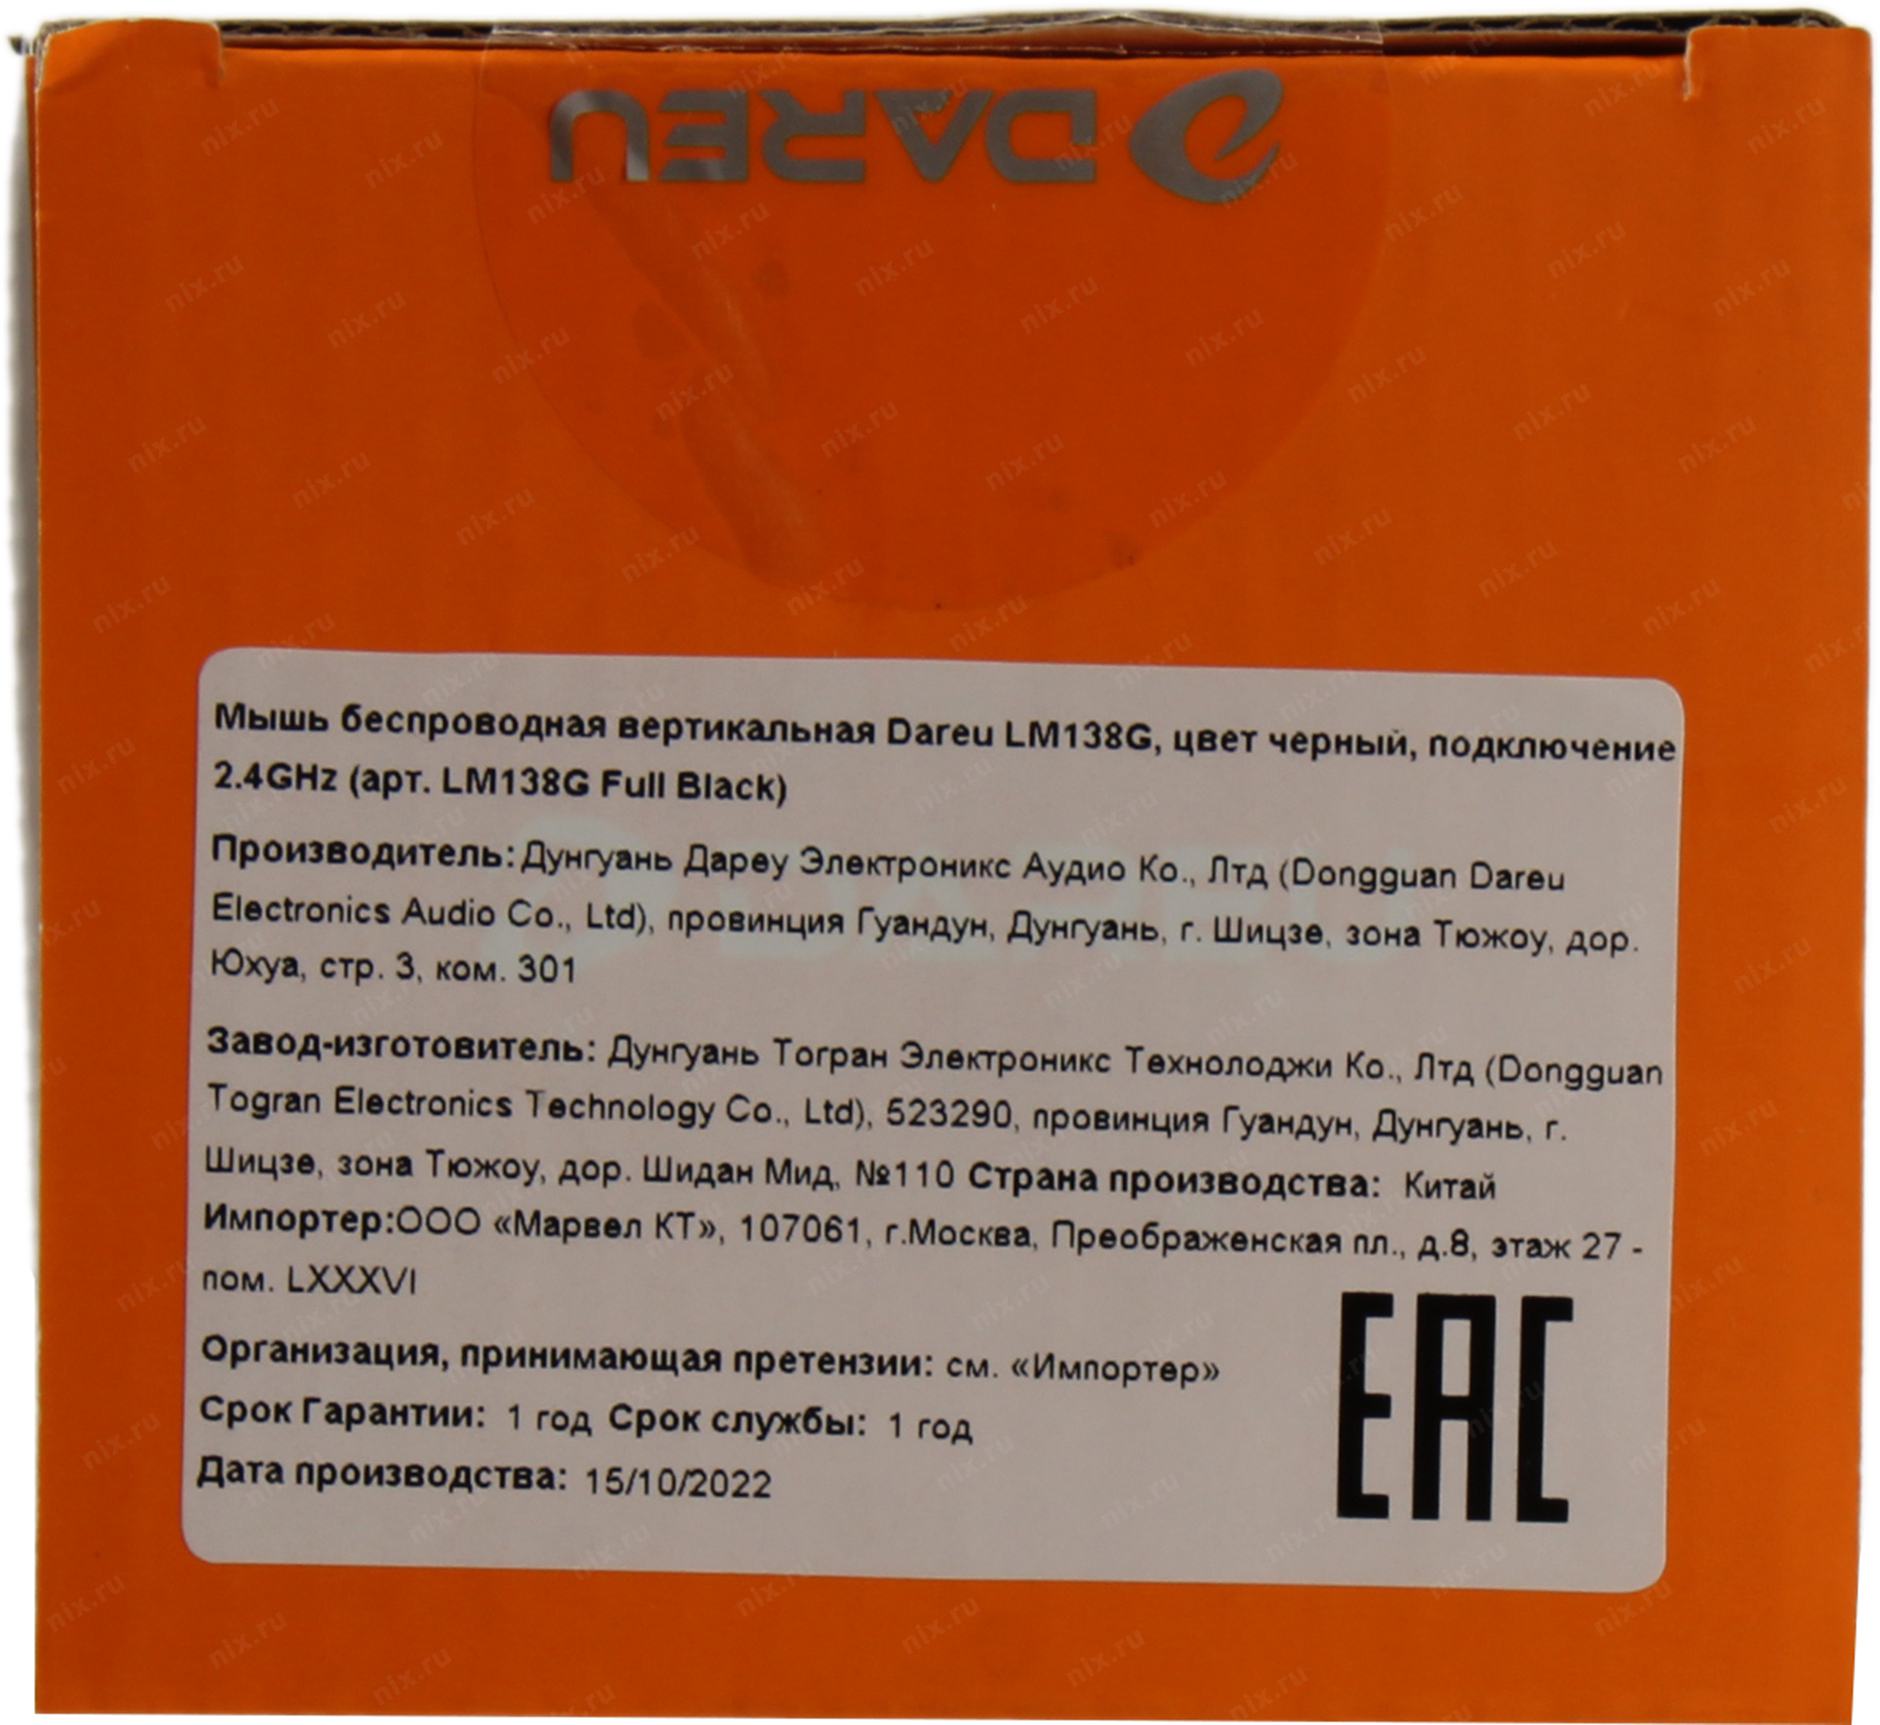 DAREU
Мышь беспроводная вертикальная Dareu LM138G, цвет черный, подключение
2.4GHz (арт. LM138G Full Black)
Производитель: Дунгуань Дареу Электроникс Аудио Ко., Лтд (Dongguan Dareu
Electronics Audio Co., Ltd), провинция Гуандун, Дунгуань, г. Шицзе, зона Тюжоу, дор.
Юхуа, стр. 3, ком. 301
Завод-изготовитель: Дунгуань Тогран Электроникс Технолоджи Ко., Лтд (Dongguan
Togran Electronics Technology Co., Ltd), 523290, провинция Гуандун, Дунгуань, г.
Шицзе, зона Тюжоу, дор. Шидан Мид, №110 Страна производства: Китай
Импортер:ООО «Марвел КТ», 107061, г.Москва, Преображенская пл., д.8, этаж 27 -
пом. LXXXVI
Организация, принимающая претензии: см. «Импортер»
Срок Гарантии: 1 год Срок службы: 1 год
Дата производства: 15/10/2022
EAC
nix.ru